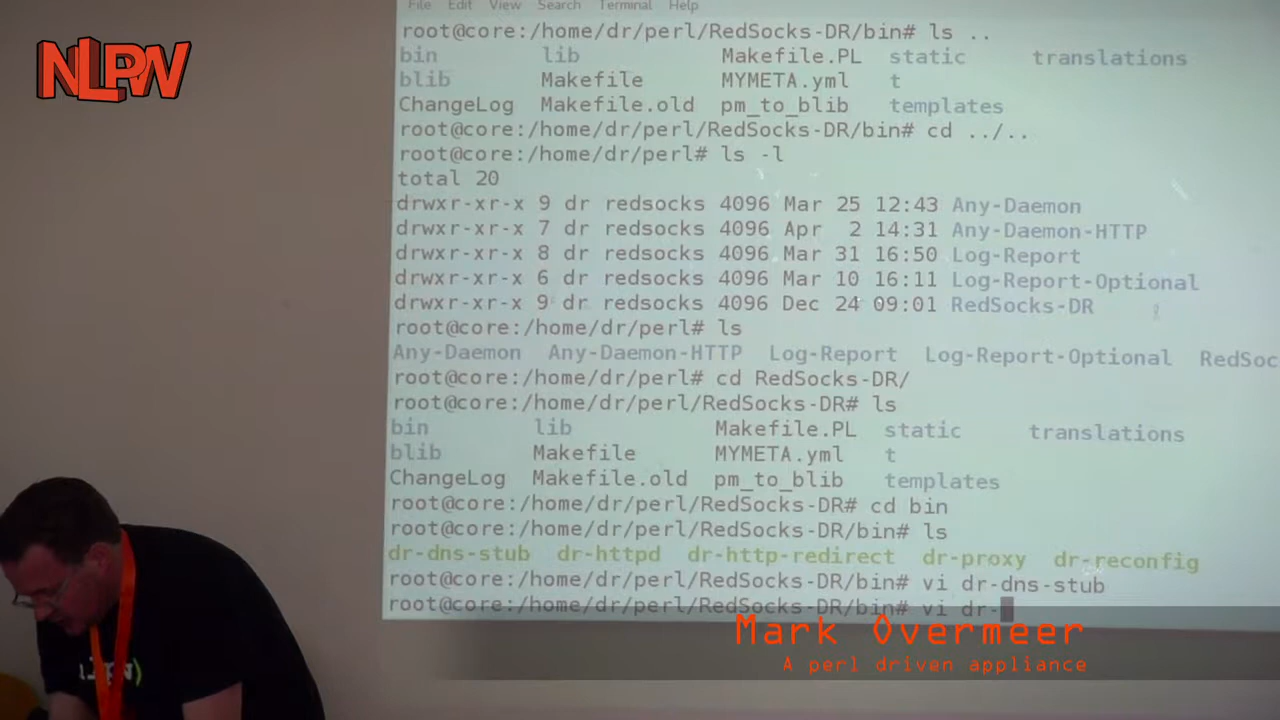 File Edit View Search Terminal Help
NLPW
root@core:/home/dr/perl/RedSocks-DR/bin# ls ..
bin lib Makefile.PL static translations
blib Makefile MYMETA.yml t
ChangeLog Makefile.old pm_to_blib templates
root@core:/home/dr/perl/RedSocks-DR/bin# cd ../..
root@core:/home/dr/perl# ls -l
total 20
drwxr-xr-x 9 dr redsocks 4096 Mar 25 12:43 Any-Daemon
drwxr-xr-x 7 dr redsocks 4096 Apr 2 14:31 Any-Daemon-HTTP
drwxr-xr-x 8 dr redsocks 4096 Mar 31 16:50 Log-Report
drwxr-xr-x 6 dr redsocks 4096 Mar 10 16:11 Log-Report-Optional
drwxr-xr-x 9 dr redsocks 4096 Dec 24 09:01 RedSocks-DR
root@core:/home/dr/perl# ls
Any-Daemon Any-Daemon-HTTP Log-Report Log-Report-Optional RedSoc
root@core:/home/dr/perl# cd RedSocks-DR/
root@core:/home/dr/perl/RedSocks-DR# ls
bin lib Makefile.PL static translations
blib Makefile MYMETA.yml t
ChangeLog Makefile.old pm_to_blib templates
root@core:/home/dr/perl/RedSocks-DR# cd bin
root@core:/home/dr/perl/RedSocks-DR/bin# ls
dr-dns-stub dr-httpd dr-http-redirect dr-proxy dr-reconfig
root@core:/home/dr/perl/RedSocks-DR/bin# vi dr-dns-stub
root@core:/home/dr/perl/RedSocks-DR/bin# vi dr-
Mark Overmeer
A perl driven appliance